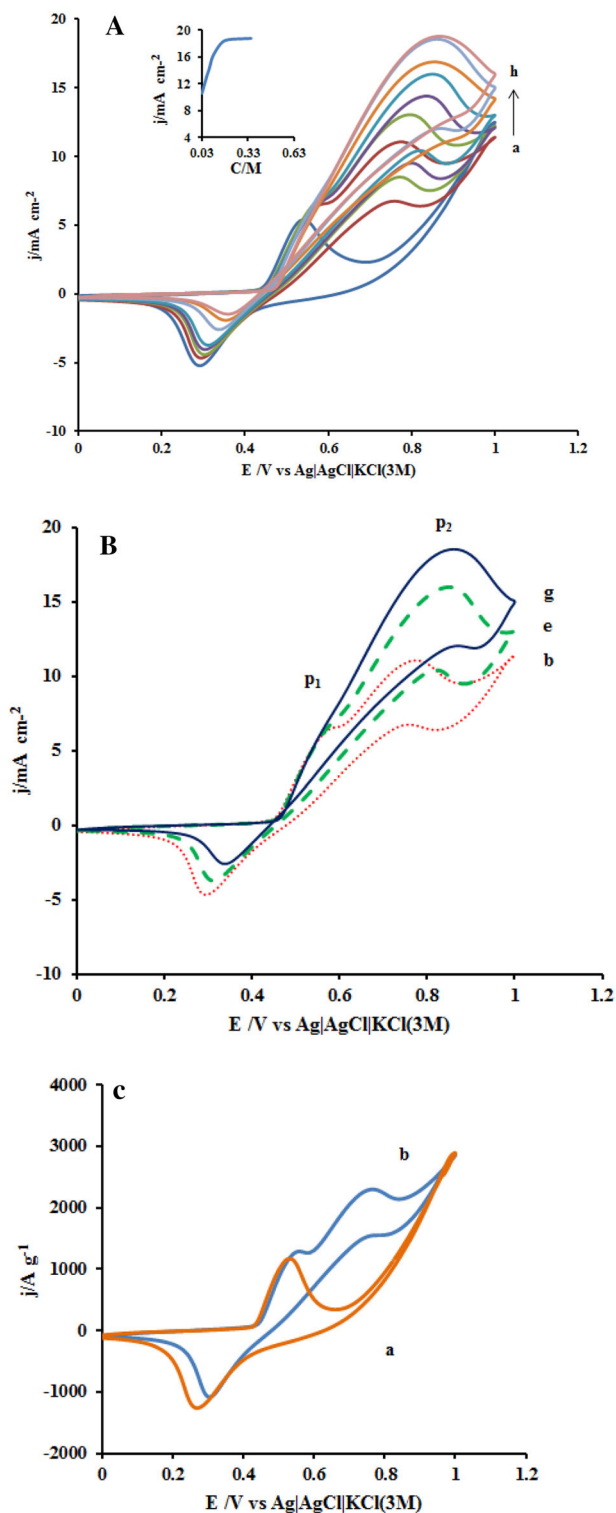 A
20
15
10
5
0
-5
-10
j/mA cm-2
20
16
12
8
4
j/mA cm-2
0.03 0.33 0.63
C/M
h
a
0 0.2 0.4 0.6 0.8 1 1.2
E /V vs Ag|AgCl|KCl(3M)
B
20
15
10
5
0
-5
-10
j/mA cm-2
p1
p2
g
e
b
0 0.2 0.4 0.6 0.8 1 1.2
E /V vs Ag|AgCl|KCl(3M)
c
4000
3000
2000
1000
0
-1000
-2000
j/A g-1
b
a
0 0.2 0.4 0.6 0.8 1 1.2
E /V vs Ag|AgCl|KCl(3M)